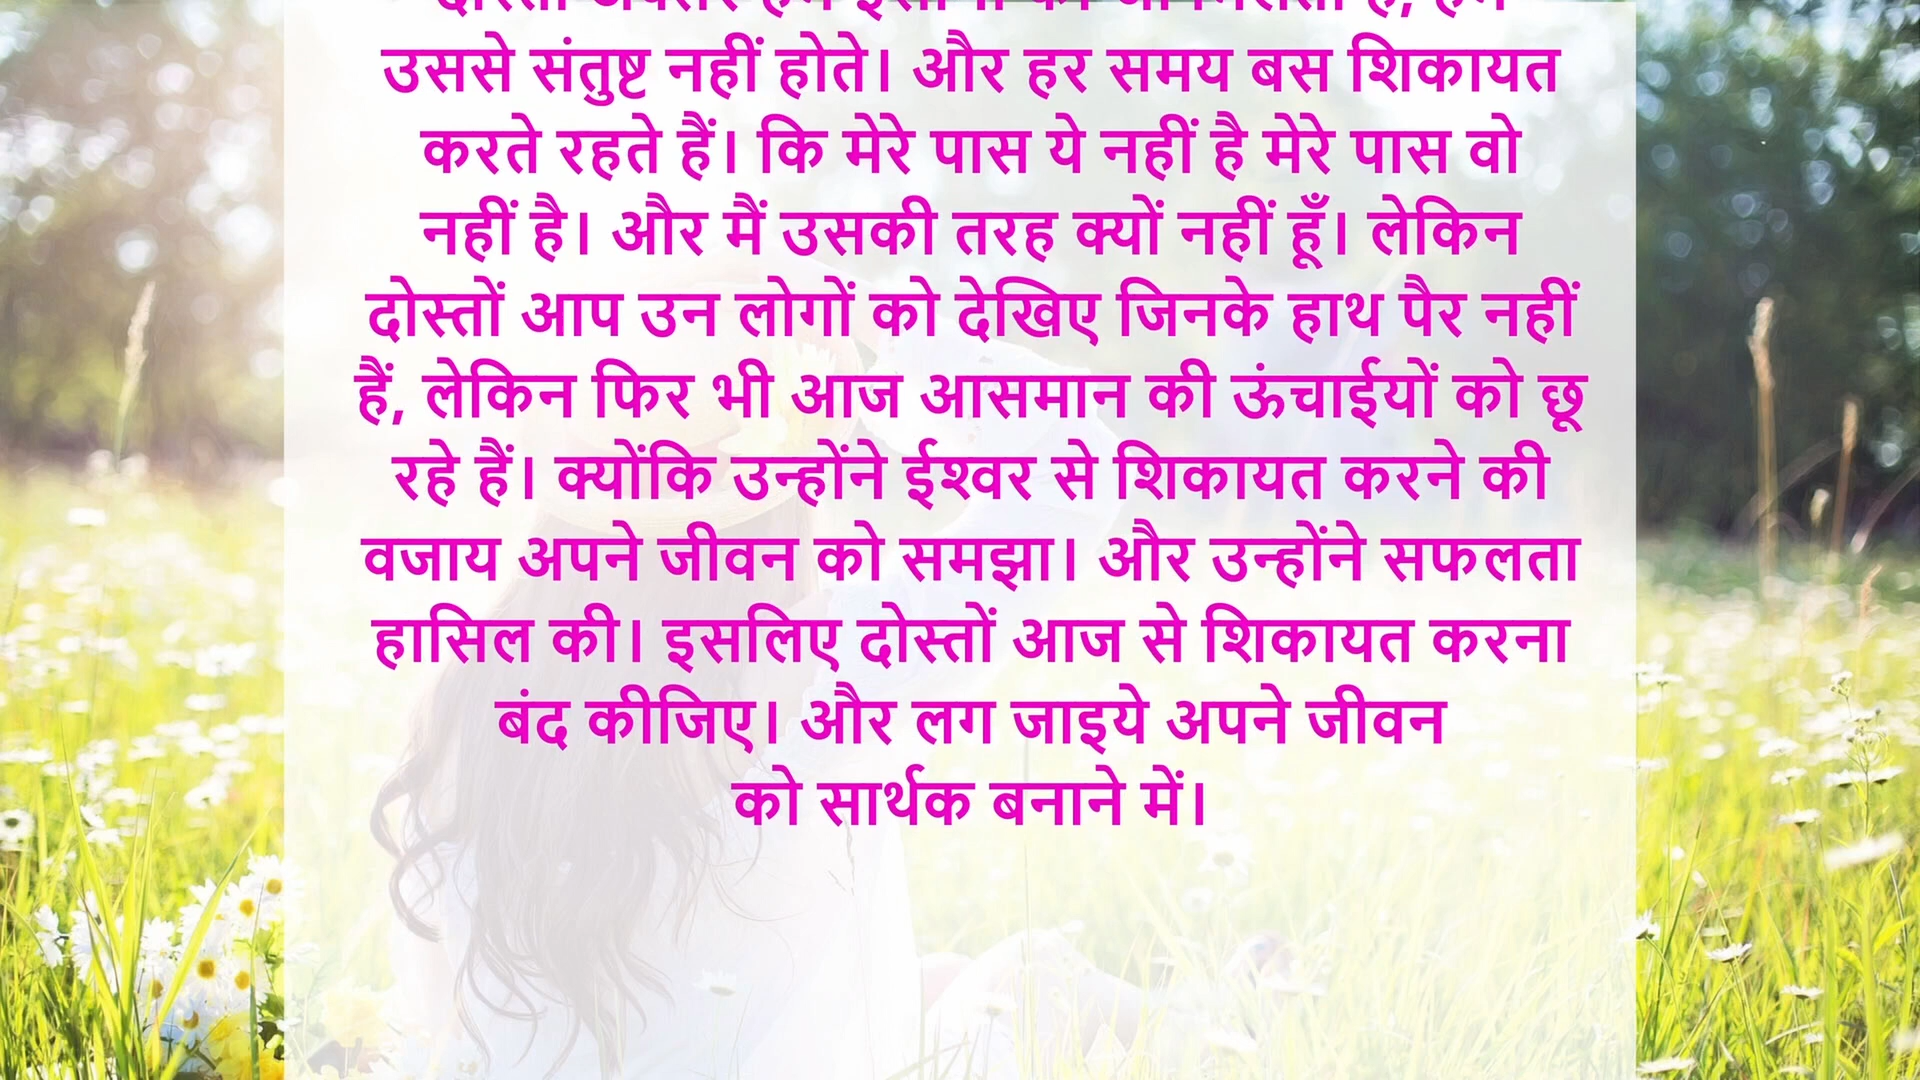 उससे संतुष्ट नहीं होते। और हर समय बस शिकायत
करते रहते हैं। कि मेरे पास ये नहीं है मेरे पास वो
नहीं है। और मैं उसकी तरह क्यों नहीं हूँ। लेकिन
दोस्तों आप उन लोगों को देखिए जिनके हाथ पैर नहीं
हैं, लेकिन फिर भी आज आसमान की ऊंचाईयों को छू
रहे हैं। क्योंकि उन्होंने ईश्वर से शिकायत करने की
वजाय अपने जीवन को समझा। और उन्होंने सफलता
हासिल की। इसलिए दोस्तों आज से शिकायत करना
बंद कीजिए। और लग जाइये अपने जीवन
को सार्थक बनाने में।